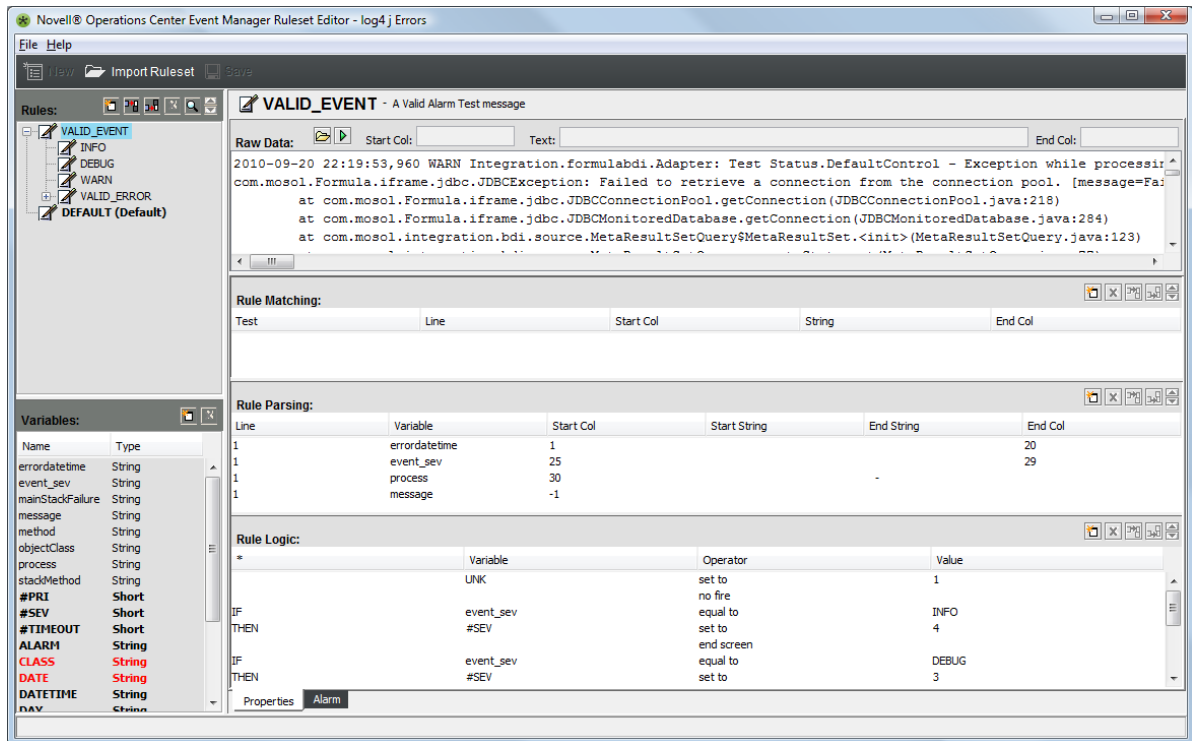 Novell® Operations Center Event Manager Ruleset Editor - log4 j Errors
File Help
New Import Ruleset Save
Rules:
VALID_EVENT
INFO
DEBUG
WARN
VALID_ERROR
DEFAULT (Default)
VALID_EVENT - A Valid Alarm Test message
Raw Data: Start Col: Text: End Col:
2010-09-20 22:19:53,960 WARN Integration.formulabdi.Adapter: Test Status.DefaultControl - Exception while processin
com.mosol.Formula.iframe.jdbc.JDBCException: Failed to retrieve a connection from the connection pool. [message=Fai
at com.mosol.Formula.iframe.jdbc.JDBCConnectionPool.getConnection(JDBCConnectionPool.java:218)
at com.mosol.Formula.iframe.jdbc.JDBCMonitoredDatabase.getConnection(JDBCMonitoredDatabase.java:284)
at com.mosol.integration.bdi.source.MetaResultSetQuery$MetaResultSet.<init>(MetaResultSetQuery.java:123)
Rule Matching:
Test Line Start Col String End Col
Rule Parsing:
Line Variable Start Col Start String End String End Col
1 errordatetime 1 20
1 event_sev 25 29
1 process 30 -
1 message -1
Rule Logic:
* Variable Operator Value
UNK set to 1
no fire
IF event_sev equal to INFO
THEN #SEV set to 4
end screen
IF event_sev equal to DEBUG
THEN #SEV set to 3
Properties Alarm
Variables:
Name Type
errordatetime String
event_sev String
mainStackFailure String
message String
method String
objectClass String
process String
stackMethod String
#PRI Short
#SEV Short
#TIMEOUT Short
ALARM String
CLASS String
DATE String
DATETIME String
DAY String